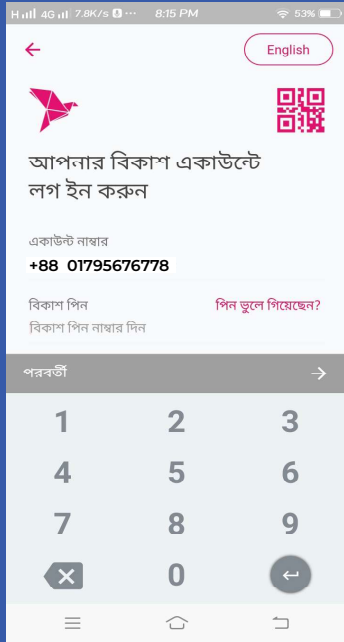 H 4G 7.8K/s ··· 8:15 PM 53%
English
আপনার বিকাশ একাউন্টে
লগ ইন করুন
একাউন্ট নাম্বার
+88 01795676778
বিকাশ পিন পিন ভুলে গিয়েছেন?
বিকাশ পিন নাম্বার দিন
পরবর্তী
1 2 3
4 5 6
7 8 9
0